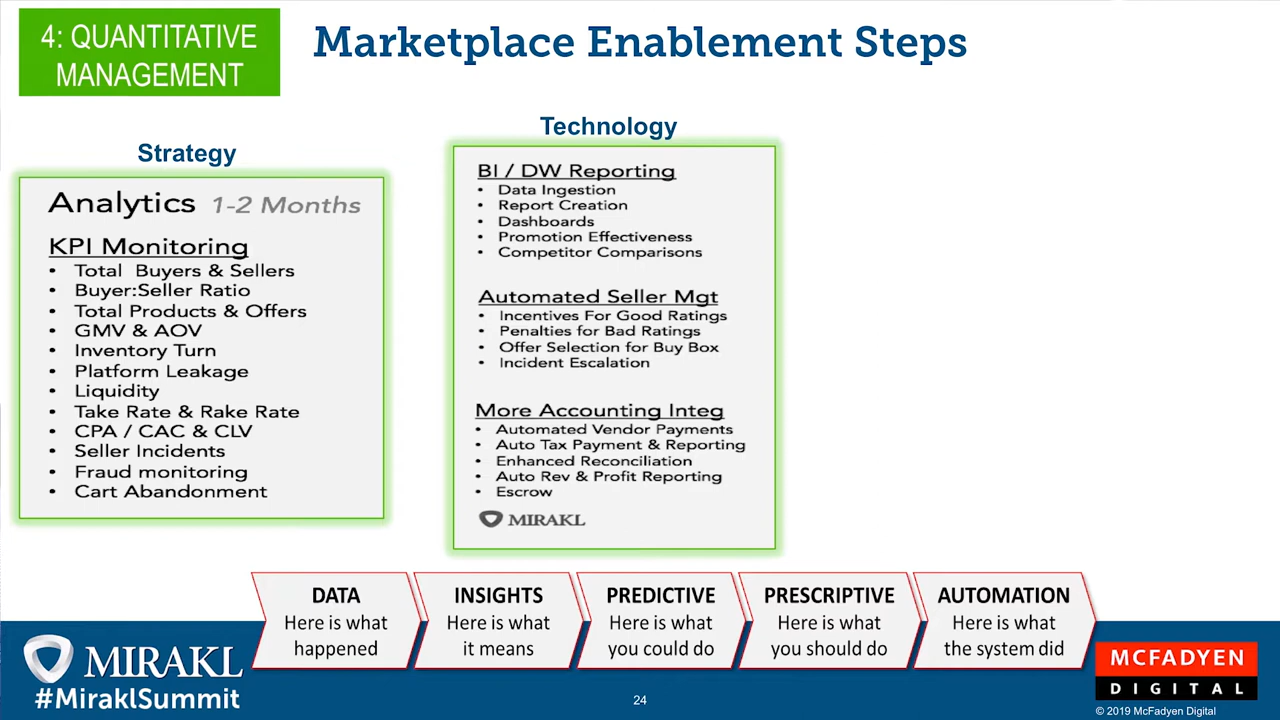 4: QUANTITATIVE
MANAGEMENT
Marketplace Enablement Steps
Strategy
Analytics 1-2 Months
KPI Monitoring
• Total Buyers & Sellers
• Buyer:Seller Ratio
• Total Products & Offers
• GMV & AOV
• Inventory Turn
• Platform Leakage
• Liquidity
• Take Rate & Rake Rate
• CPA / CAC & CLV
• Seller Incidents
• Fraud monitoring
• Cart Abandonment
Technology
BI / DW Reporting
• Data Ingestion
• Report Creation
• Dashboards
• Promotion Effectiveness
• Competitor Comparisons
Automated Seller Mgt
• Incentives For Good Ratings
• Penalties for Bad Ratings
• Offer Selection for Buy Box
• Incident Escalation
More Accounting Integ
• Automated Vendor Payments
• Auto Tax Payment & Reporting
• Enhanced Reconciliation
• Auto Rev & Profit Reporting
• Escrow
MIRAKL
DATA
Here is what
happened
INSIGHTS
Here is what
it means
PREDICTIVE
Here is what
you could do
PRESCRIPTIVE
Here is what
you should do
AUTOMATION
Here is what
the system did
MIRAKL
#MiraklSummit
24
MCFADYEN
DIGITAL
© 2019 McFadyen Digital